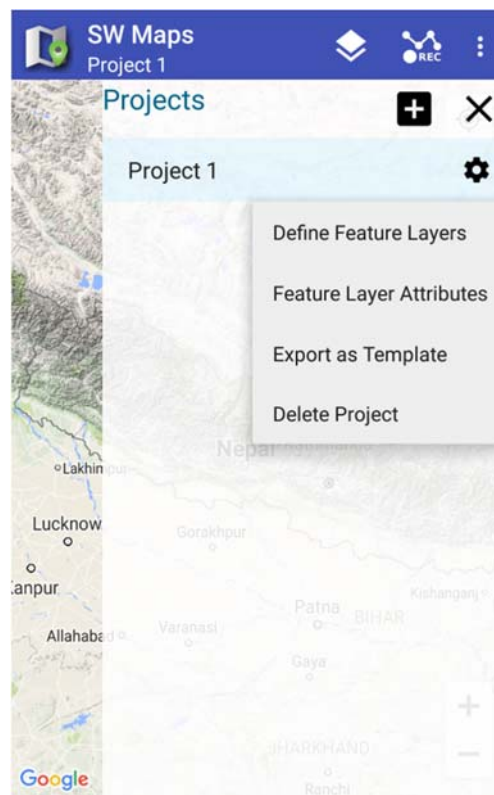 SW Maps
Project 1
REC
Projects
Project 1
Define Feature Layers
Feature Layer Attributes
Export as Template
Delete Project
Nepal
Lakhimpur
Lucknow
Gorakhpur
Kanpur
Kishanganj
Patna
BIHAR
Allahabad
Varanasi
Gaya
JHARKHAND
Ranchi
Google